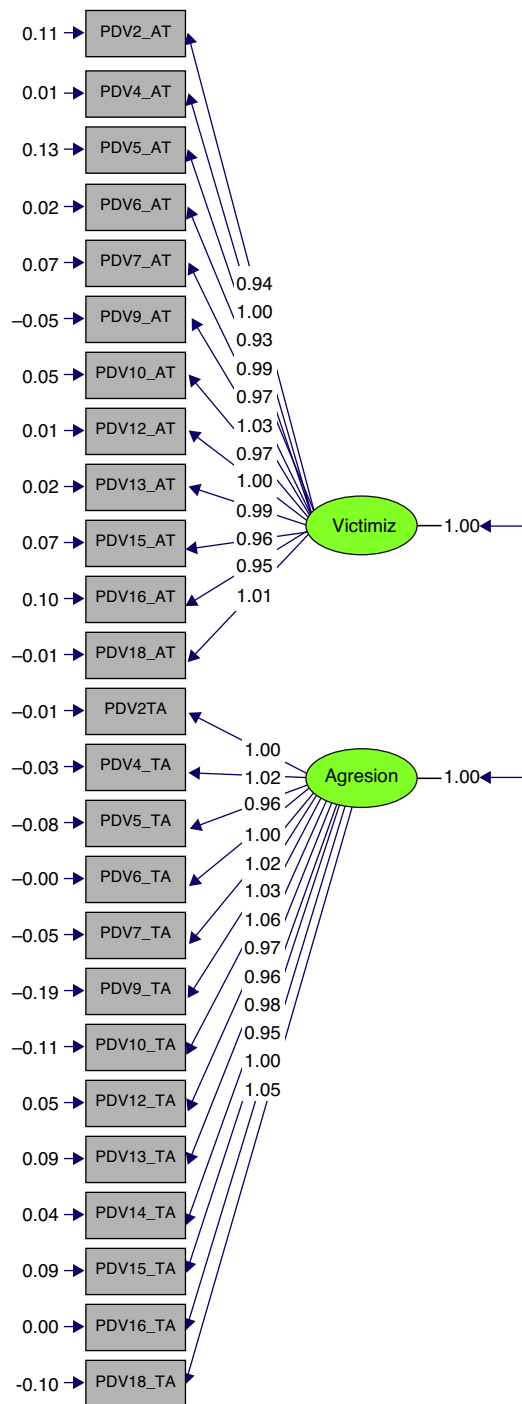 0.11 PDV2_AT
0.01 PDV4_AT
0.13 PDV5_AT
0.02 PDV6_AT
0.07 PDV7_AT
0.94
–0.05 PDV9_AT
1.00
0.93
0.05 PDV10_AT
0.99
0.97
0.01 PDV12_AT
1.03
0.97
0.02 PDV13_AT
1.00
0.99
Victimiz 1.00
0.07 PDV15_AT
0.96
0.95
0.10 PDV16_AT
1.01
–0.01 PDV18_AT
–0.01 PDV2TA
1.00
–0.03 PDV4_TA
1.02
Agresion 1.00
0.96
–0.08 PDV5_TA
1.00
1.02
–0.00 PDV6_TA
1.03
1.06
–0.05 PDV7_TA
0.97
0.96
–0.19 PDV9_TA
0.98
0.95
–0.11 PDV10_TA
1.00
1.05
0.05 PDV12_TA
0.09 PDV13_TA
0.04 PDV14_TA
0.09 PDV15_TA
0.00 PDV16_TA
-0.10 PDV18_TA